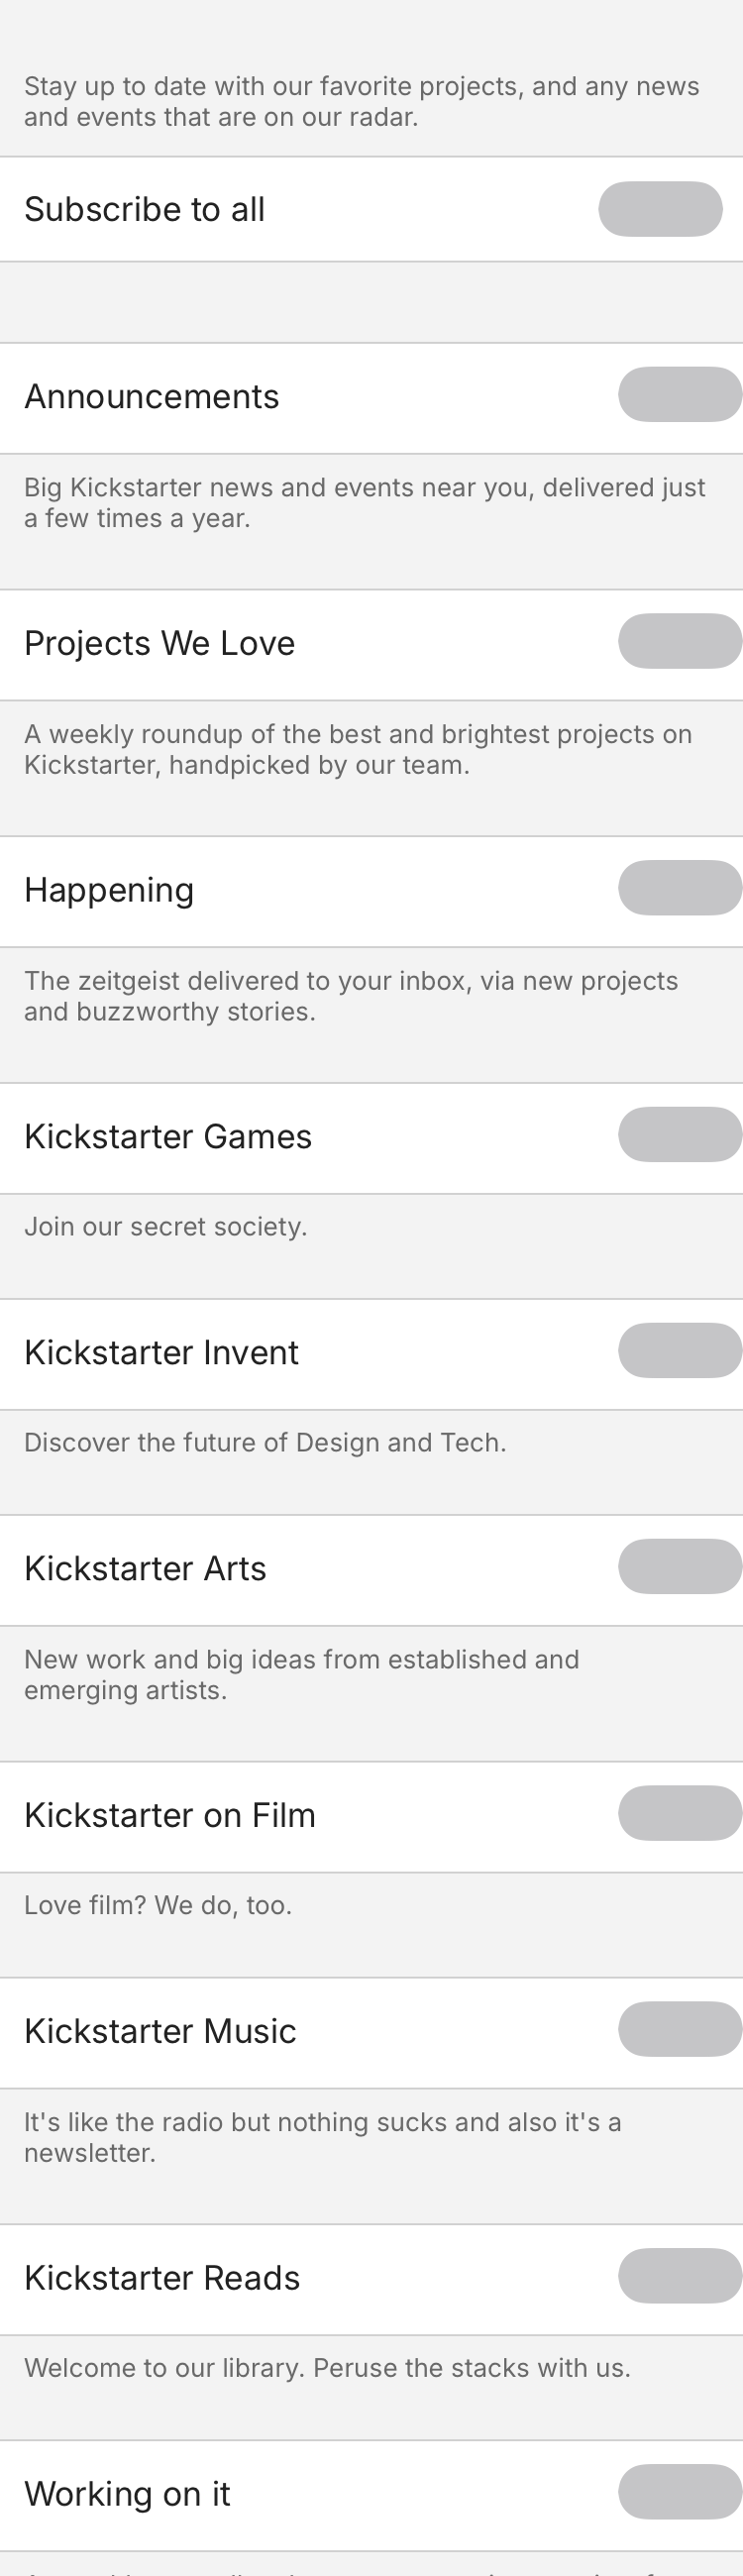 Stay up to date with our favorite projects, and any news
and events that are on our radar.
Subscribe to all
Announcements
Big Kickstarter news and events near you, delivered just
a few times a year.
Projects We Love
A weekly roundup of the best and brightest projects on
Kickstarter, handpicked by our team.
Happening
The zeitgeist delivered to your inbox, via new projects
and buzzworthy stories.
Kickstarter Games
Join our secret society.
Kickstarter Invent
Discover the future of Design and Tech.
Kickstarter Arts
New work and big ideas from established and
emerging artists.
Kickstarter on Film
Love film? We do, too.
Kickstarter Music
It's like the radio but nothing sucks and also it's a
newsletter.
Kickstarter Reads
Welcome to our library. Peruse the stacks with us.
Working on it